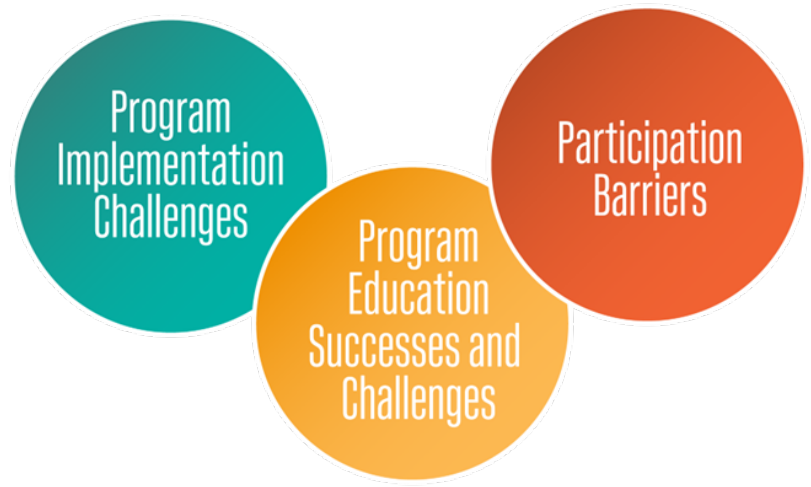 Program
Implementation
Challenges
Program
Education
Successes and
Challenges
Participation
Barriers